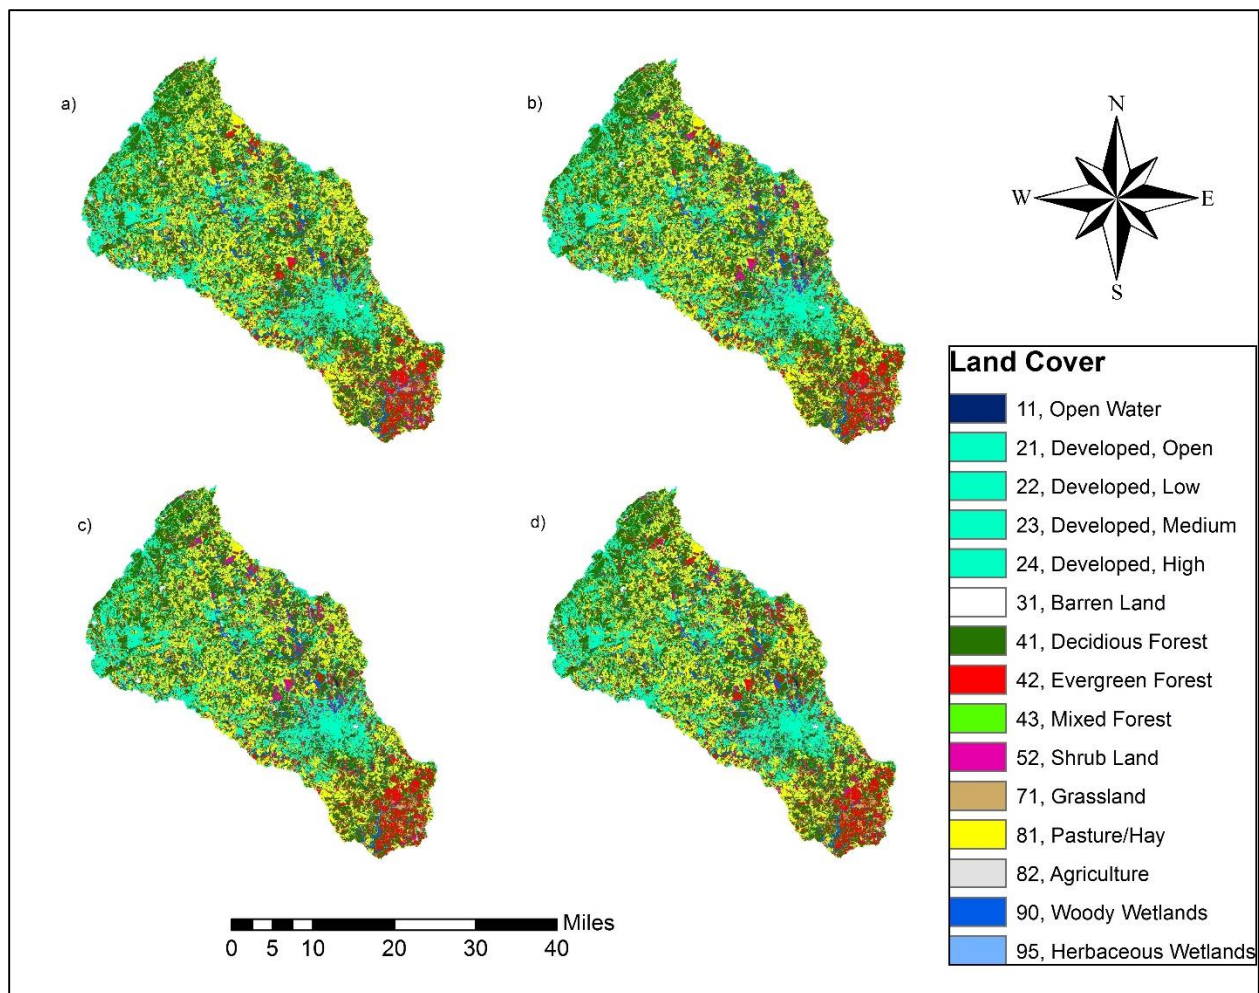 a)
b)
N
W
E
S
c)
d)
Land Cover
11, Open Water
21, Developed, Open
22, Developed, Low
23, Developed, Medium
24, Developed, High
31, Barren Land
41, Decidious Forest
42, Evergreen Forest
43, Mixed Forest
52, Shrub Land
71, Grassland
81, Pasture/Hay
82, Agriculture
90, Woody Wetlands
95, Herbaceous Wetlands
Miles
0 5 10 20 30 40